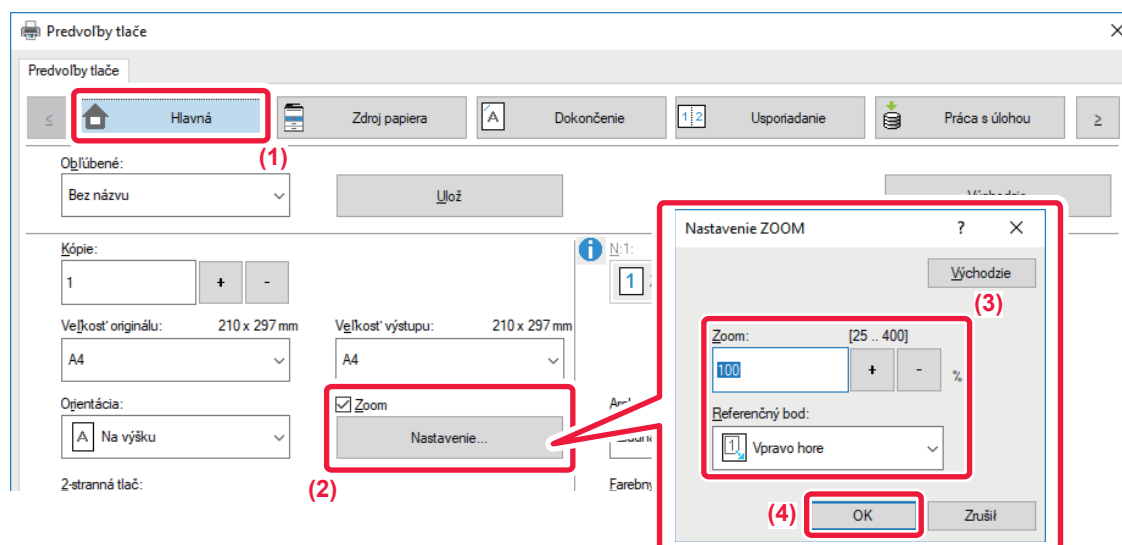 Predvoľby tlače
Predvoľby tlače
Hlavná
Zdroj papiera
Dokončenie
Usporiadanie
Práca s úlohou
(1)
Obľúbené:
Bez názvu
Ulož
Kópie:
N:1:
1
+
-
1
Veľkosť originálu: 210 x 297 mm
Veľkosť výstupu: 210 x 297 mm
A4
A4
Orientácia:
Zoom
Na výšku
Nastavenie...
(2)
2-stranná tlač:
Nastavenie ZOOM
?
Východzie
(3)
Zoom: [25 .. 400]
100
+
-
%
Referenčný bod:
Vpravo hore
(4)
OK
Zrušiť